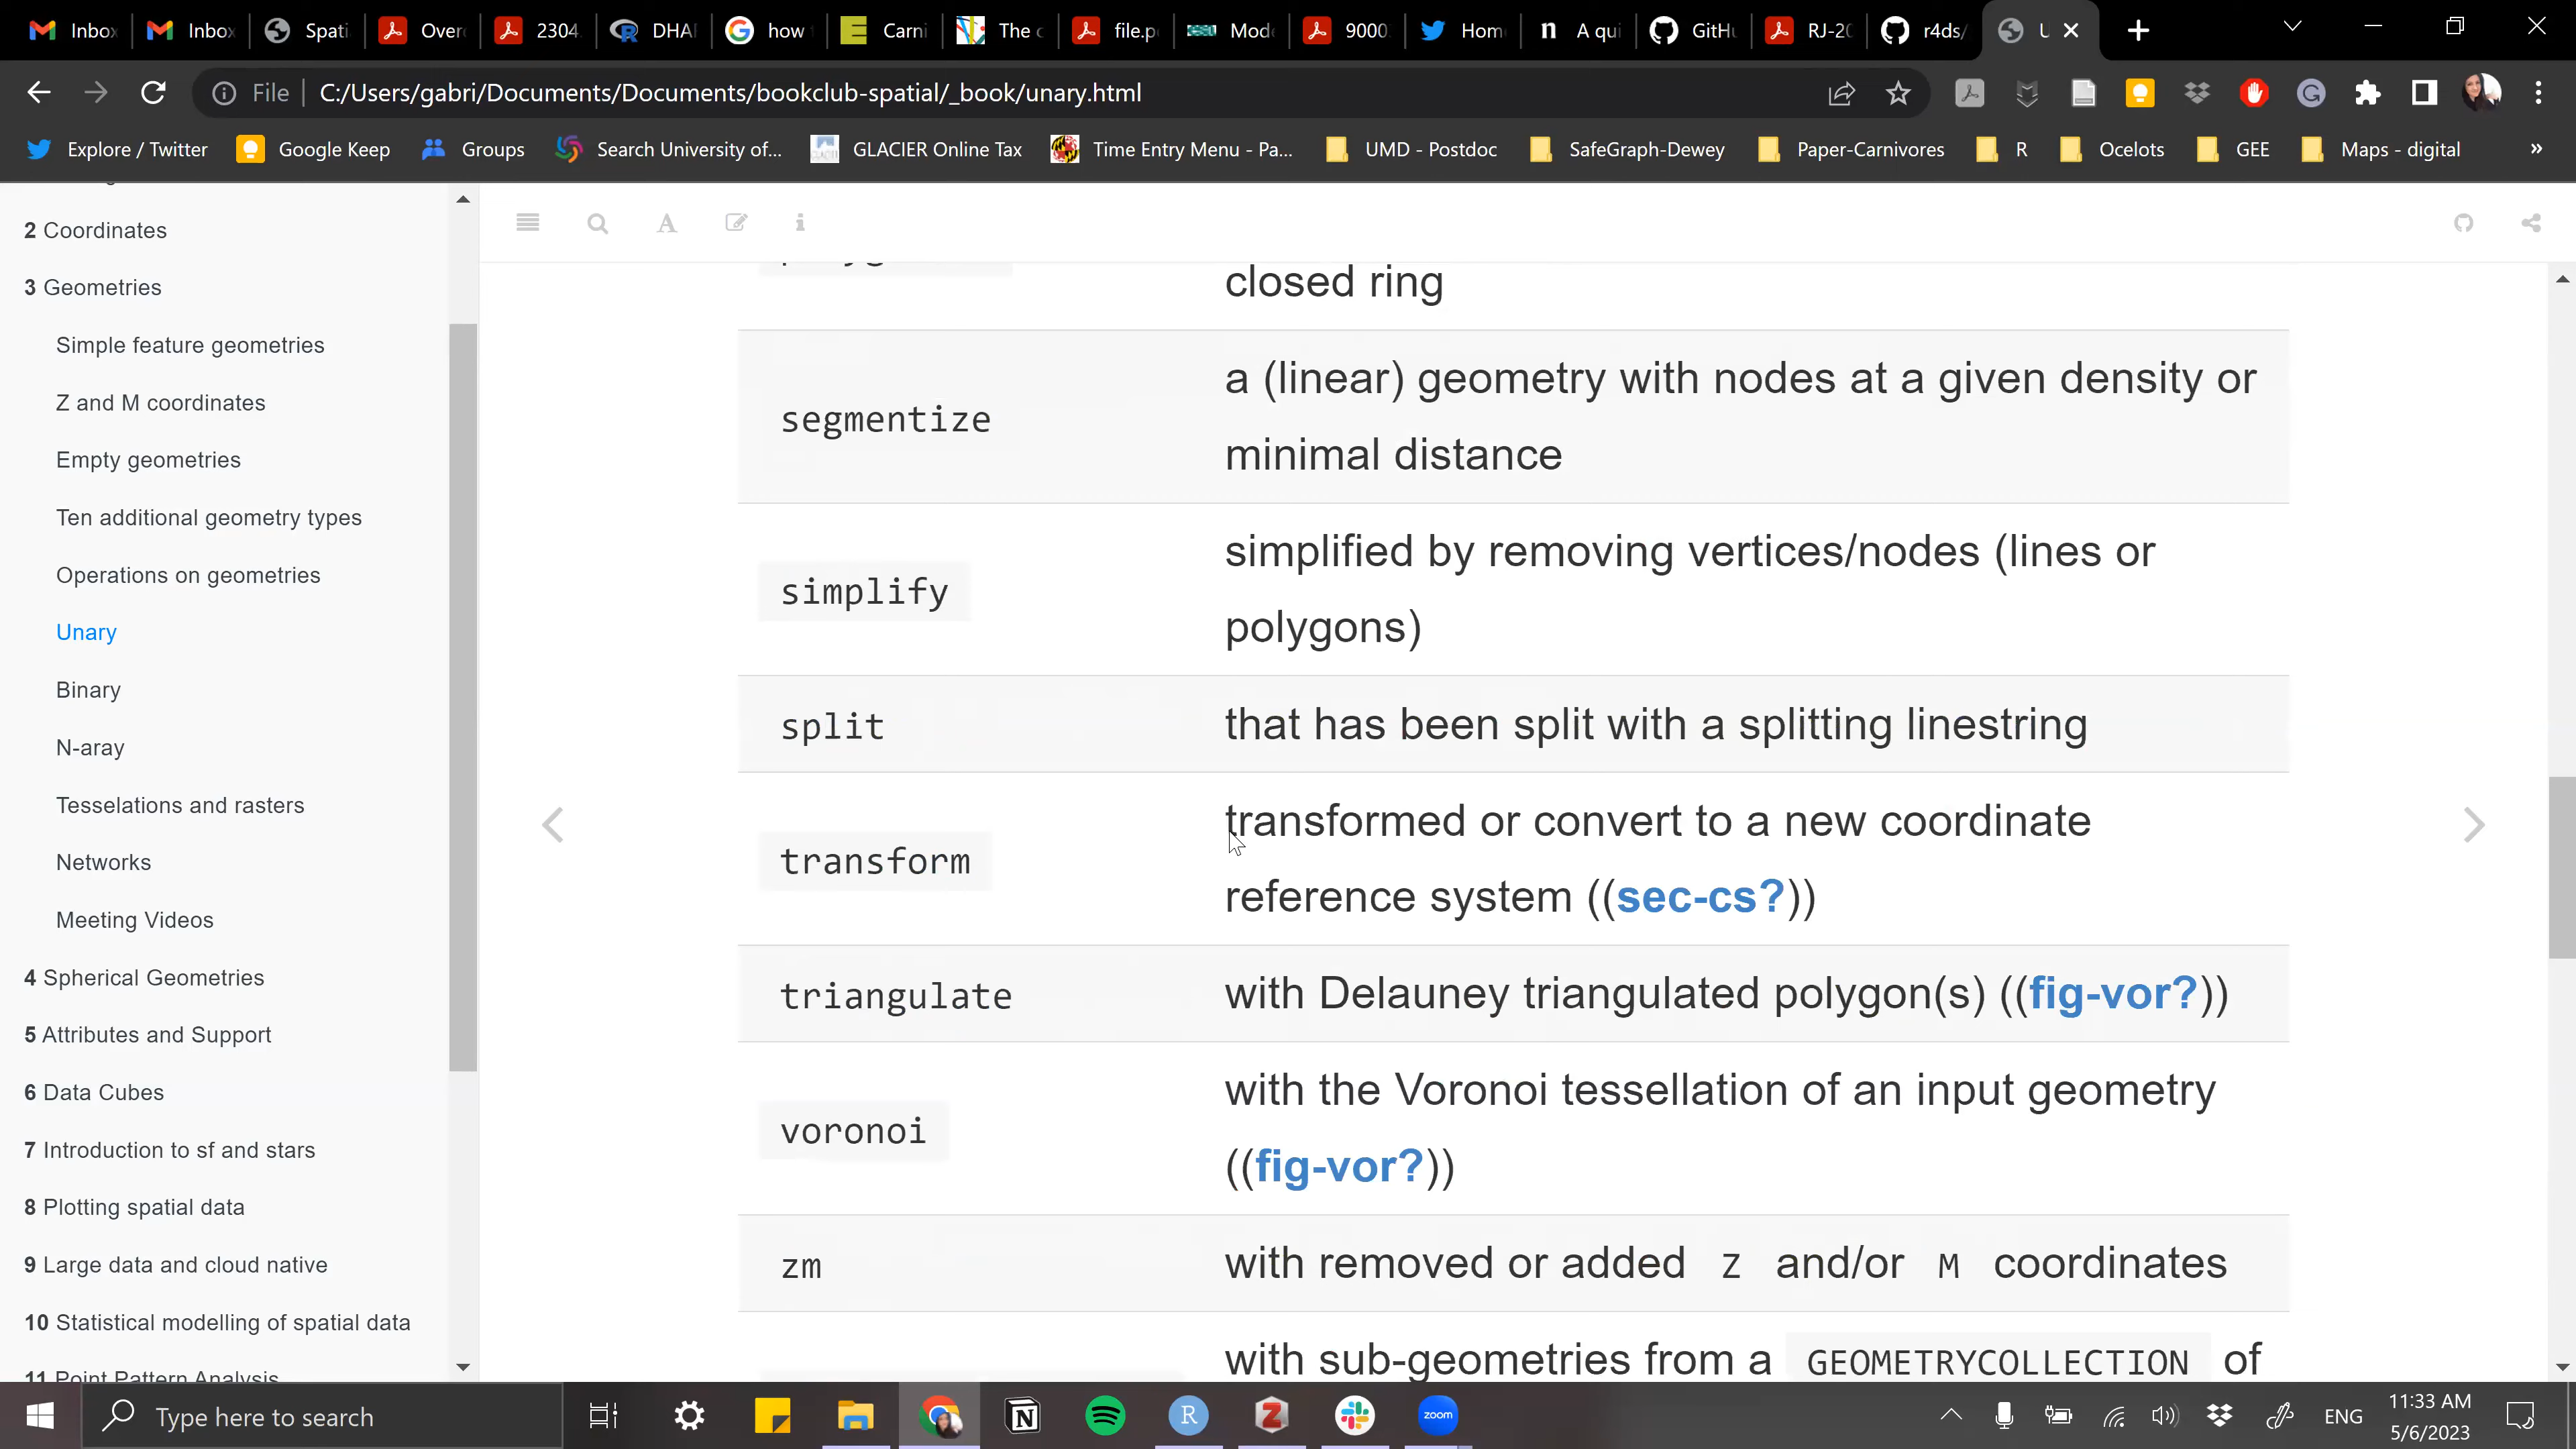 Inbox
Inbox
Spati
Over
2304.
DHAR
how
Carni
The c
file.p
Mode
9000
Home
A qui
GitHu
RJ-20
r4ds/
U
File
C:/Users/gabri/Documents/Documents/bookclub-spatial/_book/unary.html
Explore / Twitter
Google Keep
Groups
Search University of...
GLACIER Online Tax
Time Entry Menu - Pa...
UMD - Postdoc
SafeGraph-Dewey
Paper-Carnivores
R
Ocelots
GEE
Maps - digital
»
2 Coordinates
3 Geometries
Simple feature geometries
Z and M coordinates
Empty geometries
Ten additional geometry types
Operations on geometries
Unary
Binary
N-aray
Tesselations and rasters
Networks
Meeting Videos
4 Spherical Geometries
5 Attributes and Support
6 Data Cubes
7 Introduction to sf and stars
8 Plotting spatial data
9 Large data and cloud native
10 Statistical modelling of spatial data
11 Point Pattern Analysis
closed ring
segmentize
a (linear) geometry with nodes at a given density or
minimal distance
simplify
simplified by removing vertices/nodes (lines or
polygons)
split
that has been split with a splitting linestring
transform
transformed or convert to a new coordinate
reference system ((sec-cs?))
triangulate
with Delauney triangulated polygon(s) ((fig-vor?))
voronoi
with the Voronoi tessellation of an input geometry
((fig-vor?))
zm
with removed or added Z and/or M coordinates
with sub-geometries from a GEOMETRYCOLLECTION of
Type here to search
zoom
ENG
11:33 AM
5/6/2023